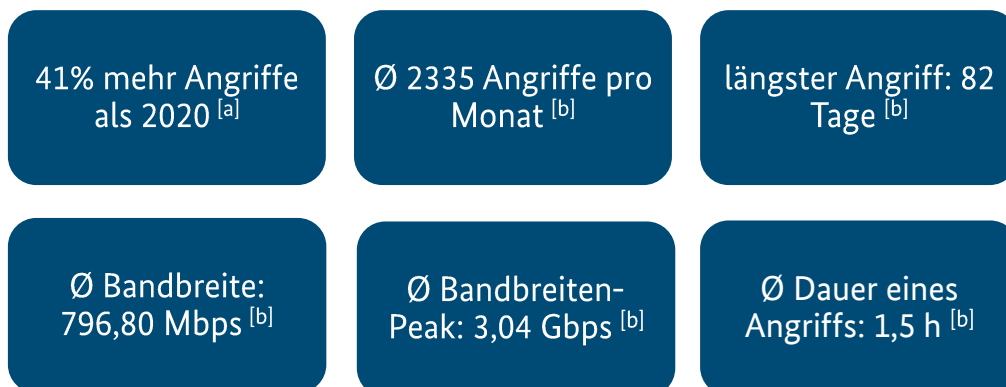 41% mehr Angriffe
als 2020 [a]
Ø 2335 Angriffe pro
Monat [b]
längster Angriff: 82
Tage [b]
Ø Bandbreite:
796,80 Mbps [b]
Ø Bandbreiten-
Peak: 3,04 Gbps [b]
Ø Dauer eines
Angriffs: 1,5 h [b]